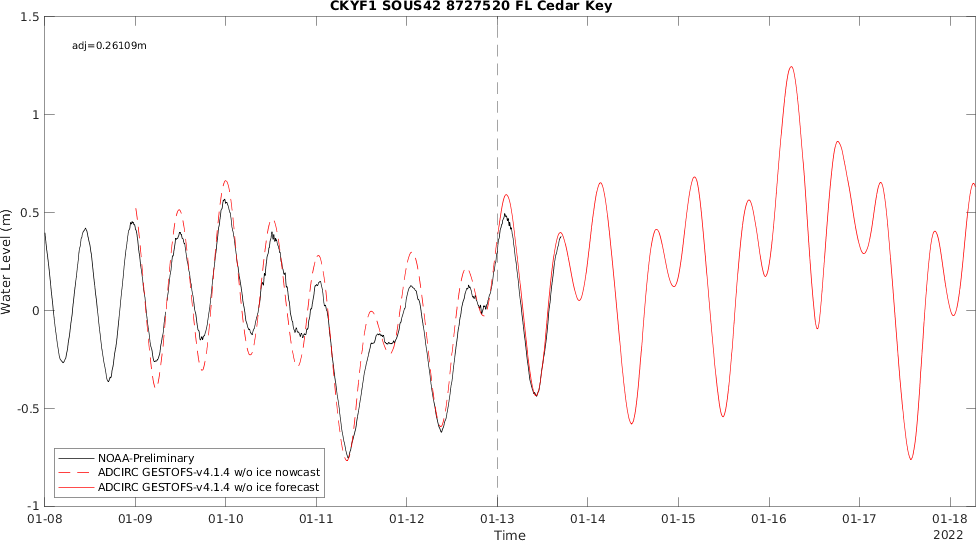 CKYF1 SOUS42 8727520 FL Cedar Key
adj=0.26109m
Water Level (m)
1.5
1
0.5
0
-0.5
-1
NOAA-Preliminary
ADCIRC GESTOFS-v4.1.4 w/o ice nowcast
ADCIRC GESTOFS-v4.1.4 w/o ice forecast
01-08 01-09 01-10 01-11 01-12 01-13 01-14 01-15 01-16 01-17 01-18
Time
2022